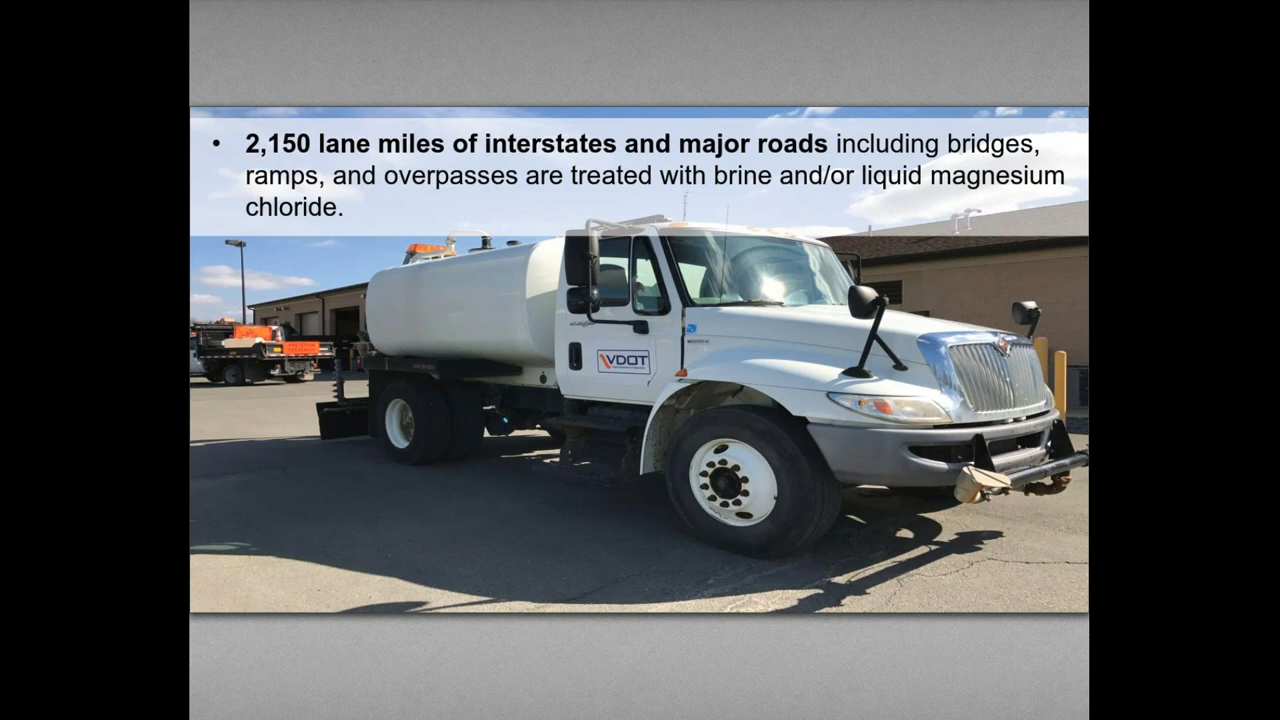 • 2,150 lane miles of interstates and major roads including bridges,
ramps, and overpasses are treated with brine and/or liquid magnesium
chloride.
VDOT